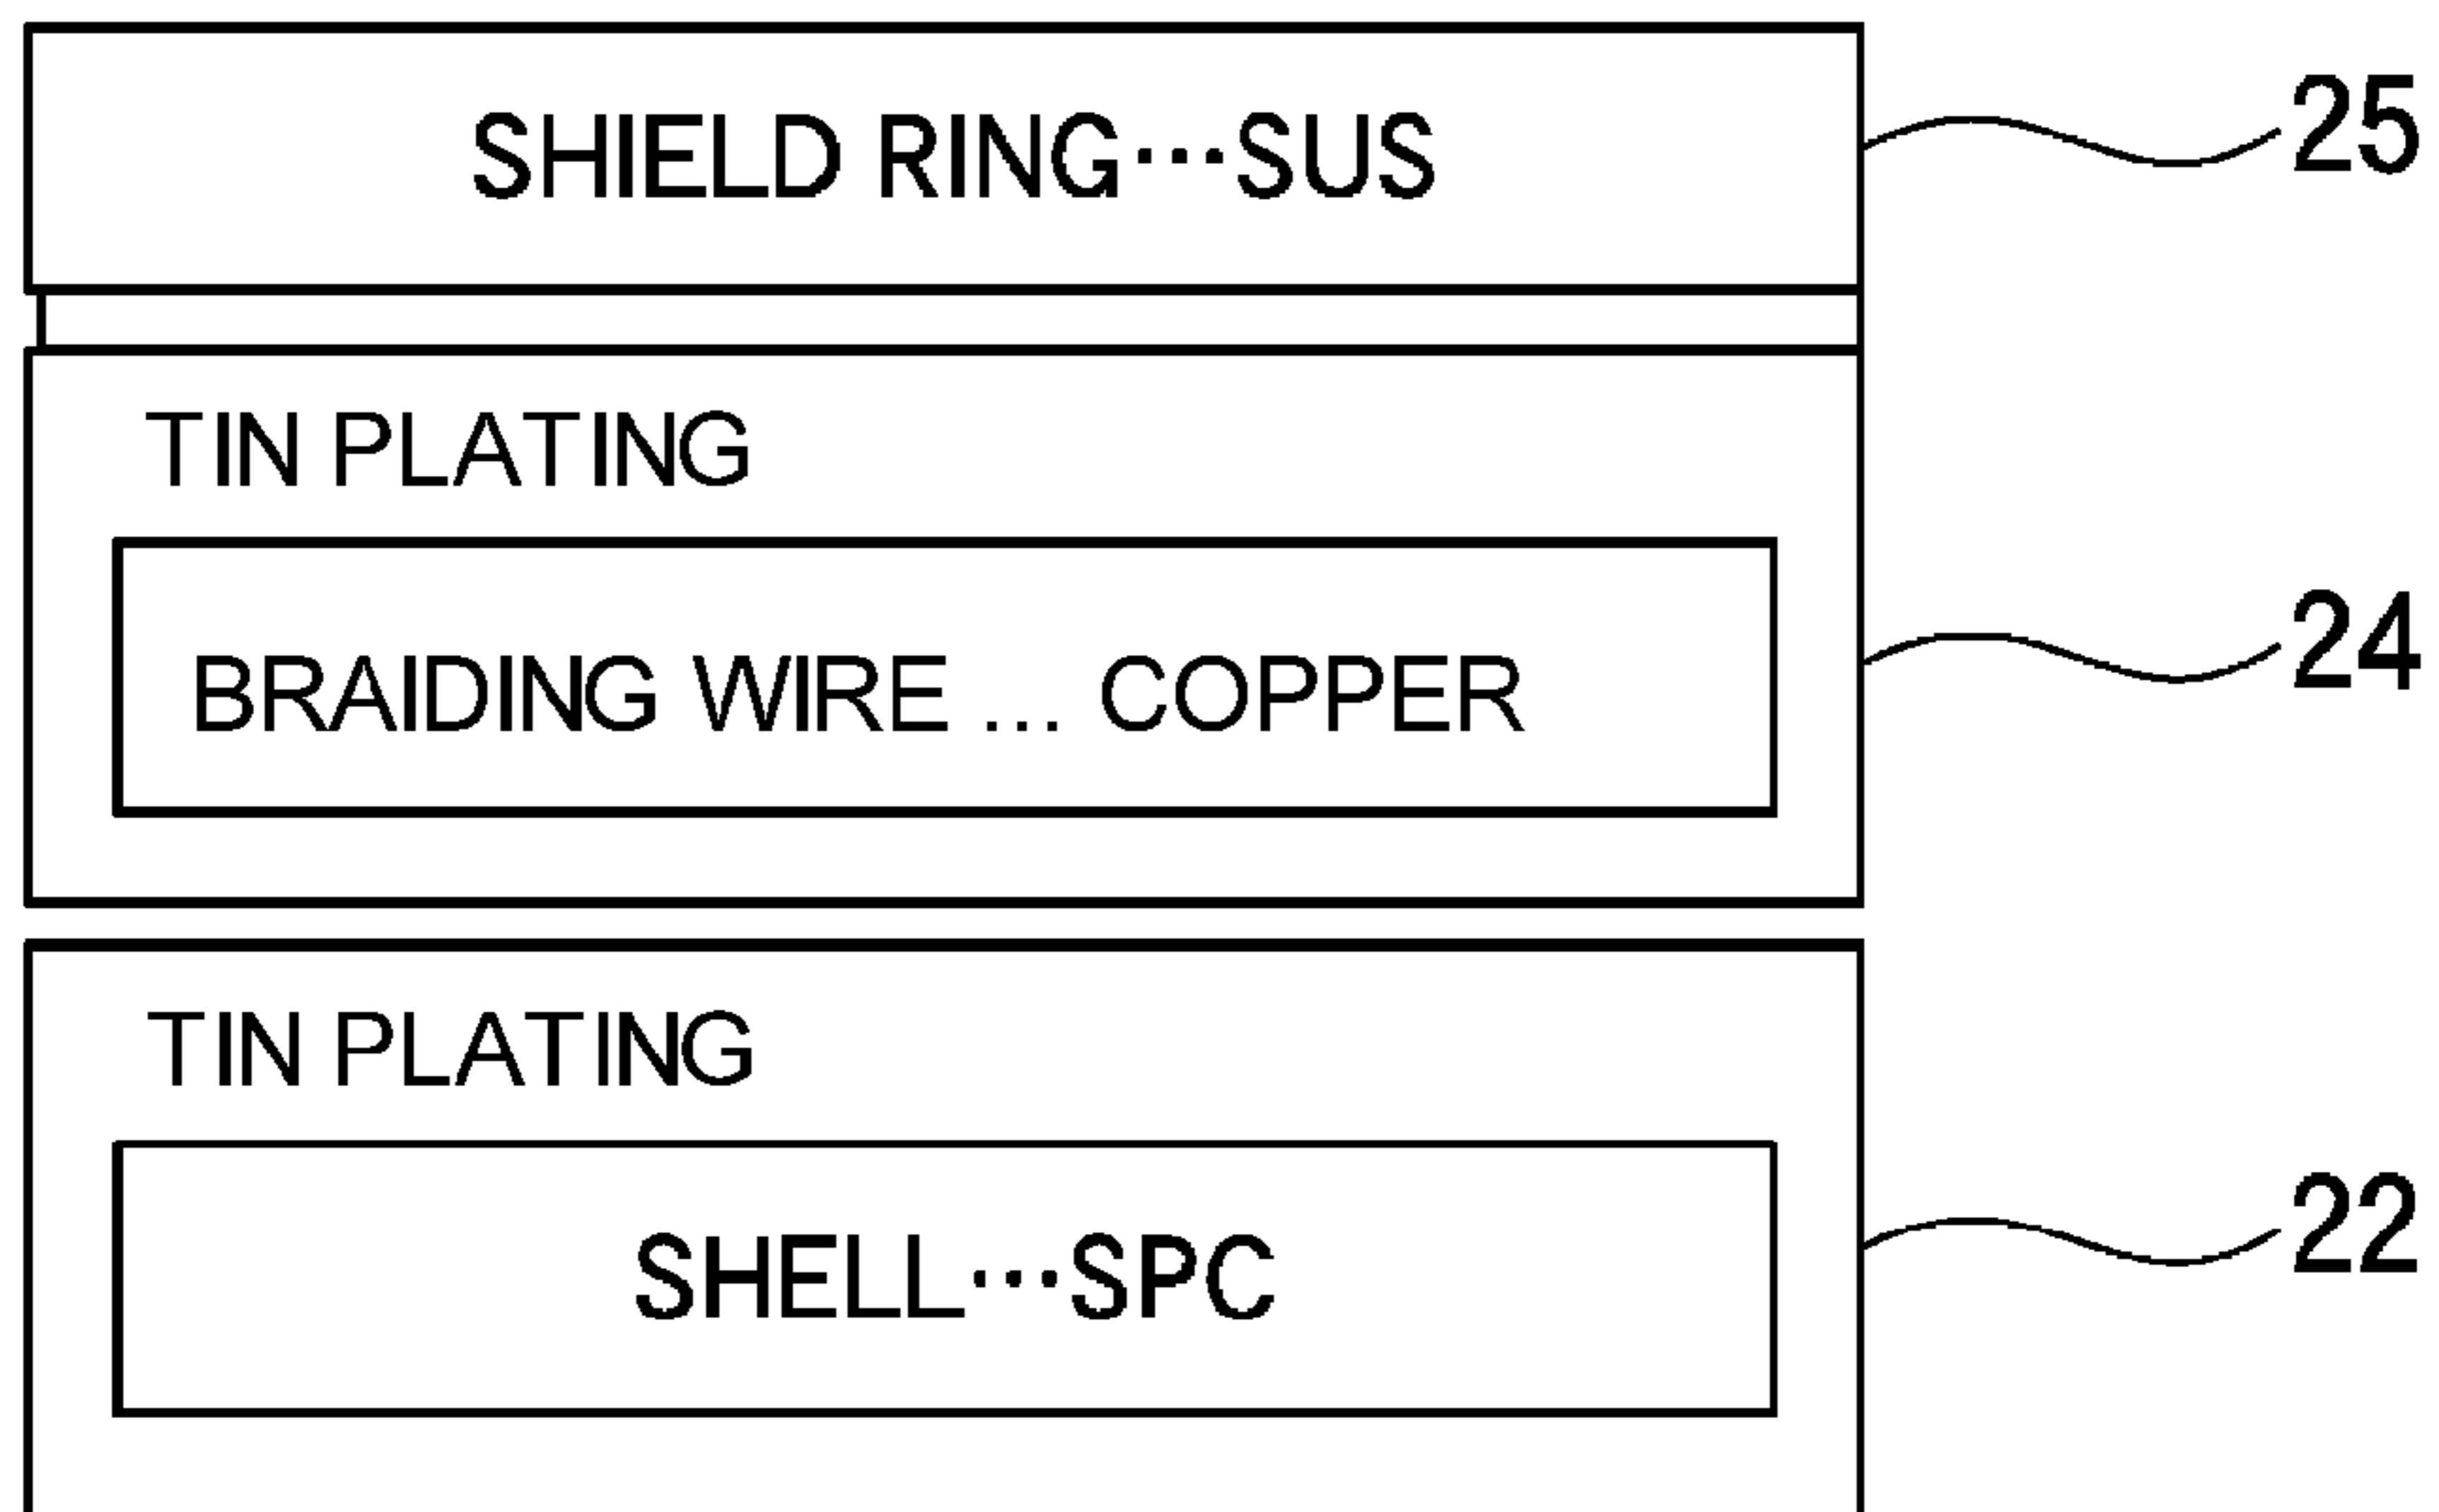 SHIELD RING···SUS 25
TIN PLATING
BRAIDING WIRE ... COPPER 24
TIN PLATING
SHELL···SPC 22